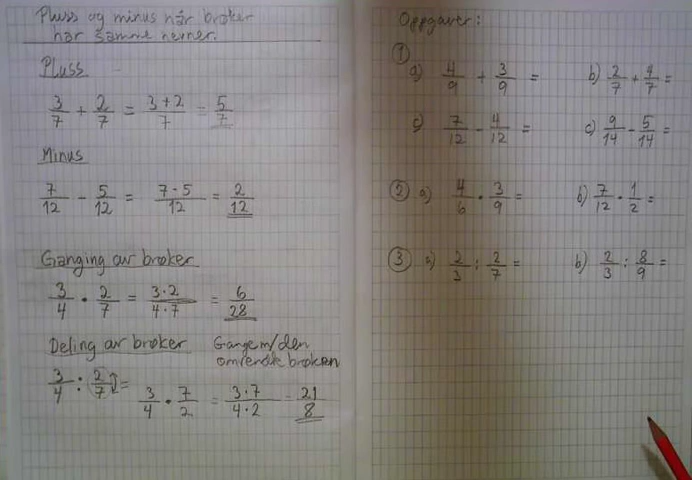 Pluss og minus når brøker
har samme nevner.
Pluss
3/7 + 2/7 = 3+2/7 = 5/7
Minus
7/12 - 5/12 = 7-5/12 = 2/12
Ganging av brøker
3/4 · 2/7 = 3·2/4·7 = 6/28
Deling av brøker
Gange m/den
omvendte brøken
3/4 : 2/7 = 3/4 · 7/2 = 3·7/4·2 = 21/8
Oppgaver:
① a) 4/9 + 3/9 = b) 2/7 + 4/7 =
c) 7/12 - 4/12 = c) 9/14 - 5/14 =
② a) 4/6 · 3/9 = b) 7/12 · 1/2 =
③ a) 2/3 : 2/7 = b) 2/3 : 8/9 =